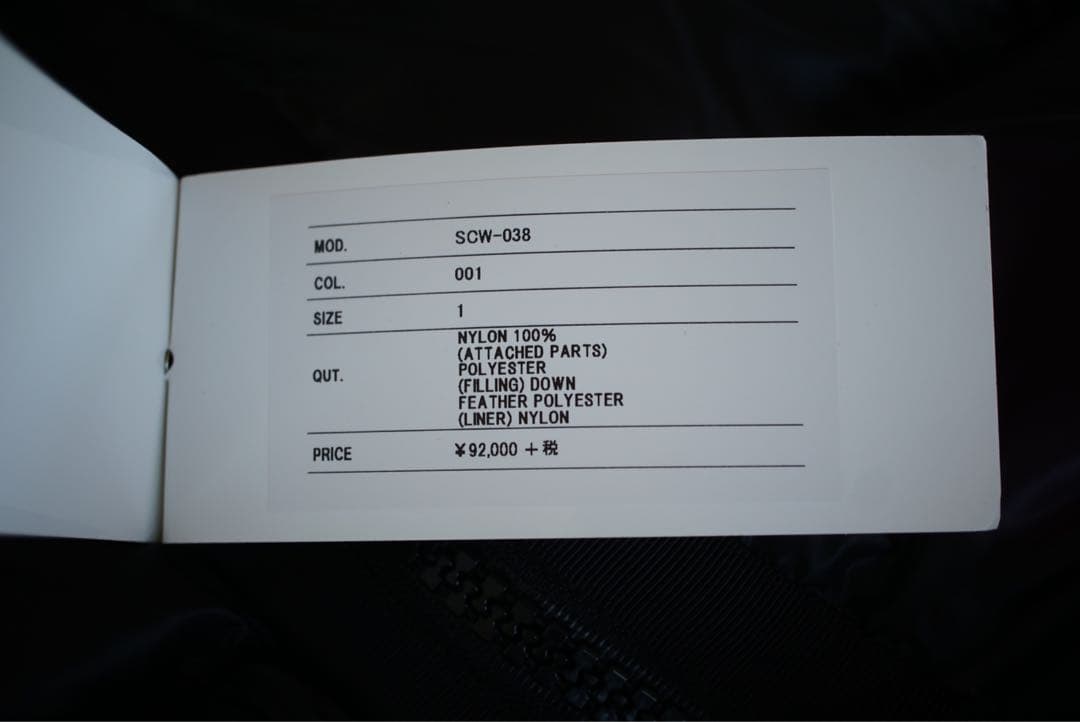 MOD. SCW-038
COL. 001
SIZE 1
QUT. NYLON 100%
(ATTACHED PARTS)
POLYESTER
(FILLING) DOWN
FEATHER POLYESTER
(LINER) NYLON
PRICE ¥92,000 +税